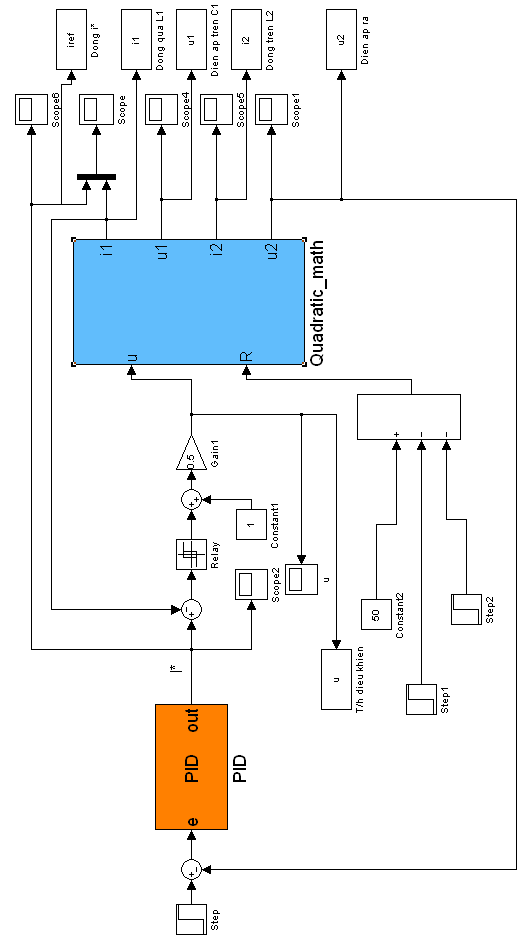 iref
Dong i*
i1
Dong qua L1
u1
Dien ap tren C1
i2
Dong tren L2
u2
Dien ap ra
Scope6
Scope
Scope4
Scope5
Scope1
i1
u1
i2
u2
Quadratic_math
u
R
0.5
Gain1
+
+
1
Constant1
Relay
Scope2
-
+
u
+
-
-
50
Constant2
Step2
Step1
u
T/h dieu khien
I*
out
PID
e
PID
+
-
Step